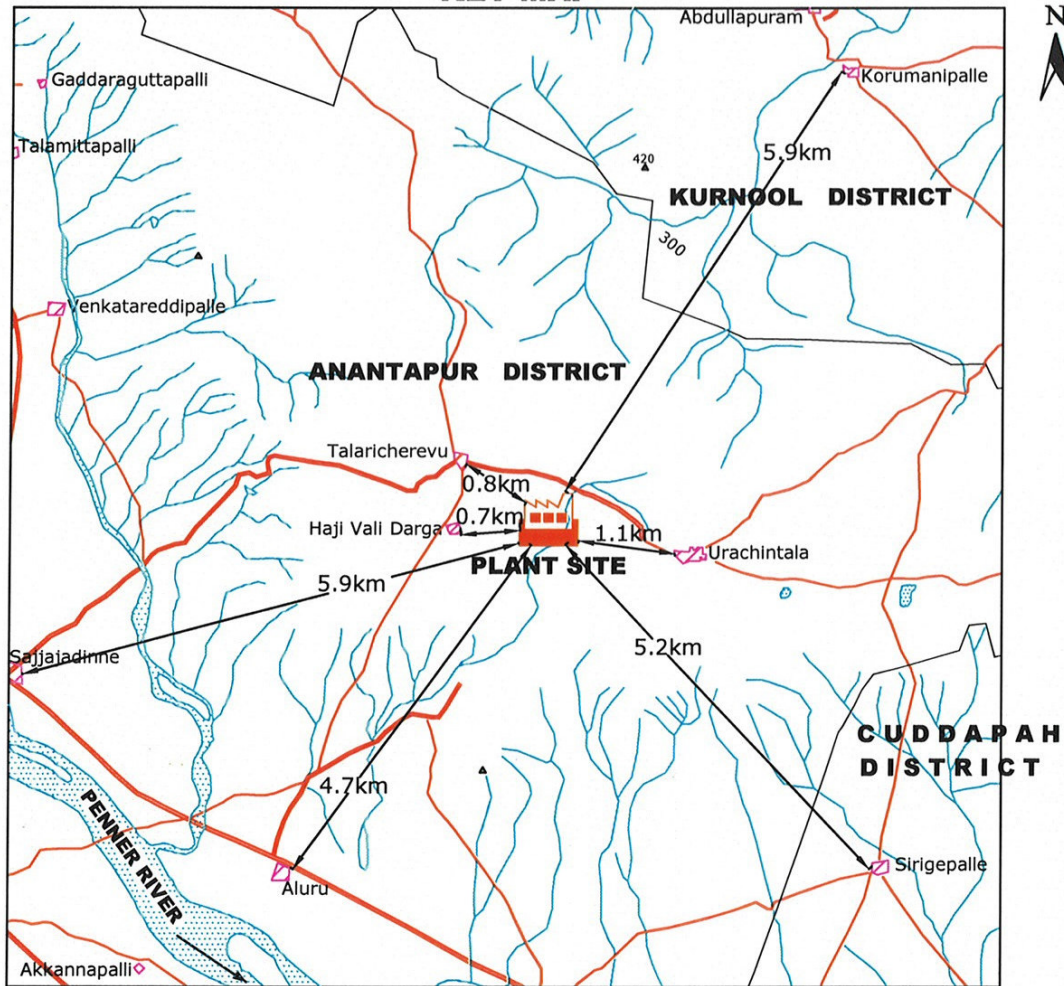 Abdullapuram
N
Gaddaraguttapalli
Korumanipalle
Talamittapalli
5.9km
420
KURNOOL DISTRICT
300
Venkatareddipalle
ANANTAPUR DISTRICT
Talaricherevu
0.8km
Haji Vali Darga
0.7km
1.1km
Urachintala
PLANT SITE
5.9km
5.2km
Sajjajadinne
CUDDAPAH
DISTRICT
4.7km
PENNER RIVER
Sirigepalle
Aluru
Akkannapalli